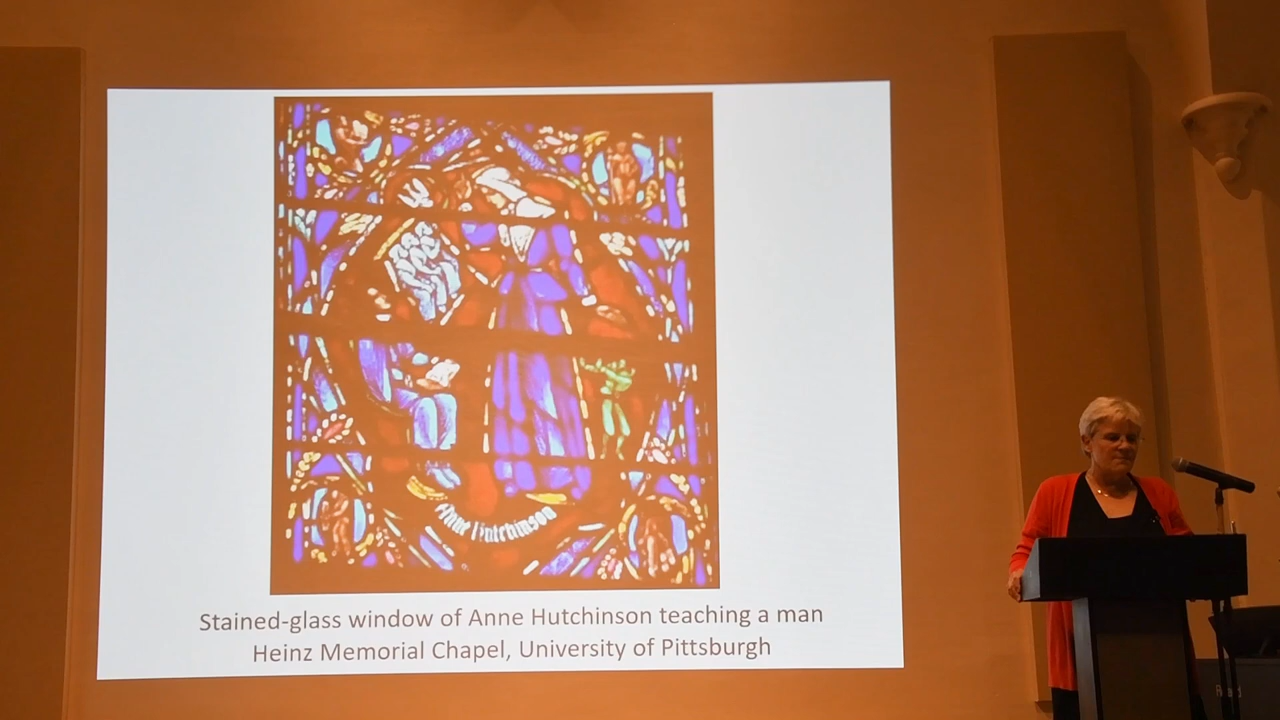 Anne Hutchinson
Stained-glass window of Anne Hutchinson teaching a man
Heinz Memorial Chapel, University of Pittsburgh